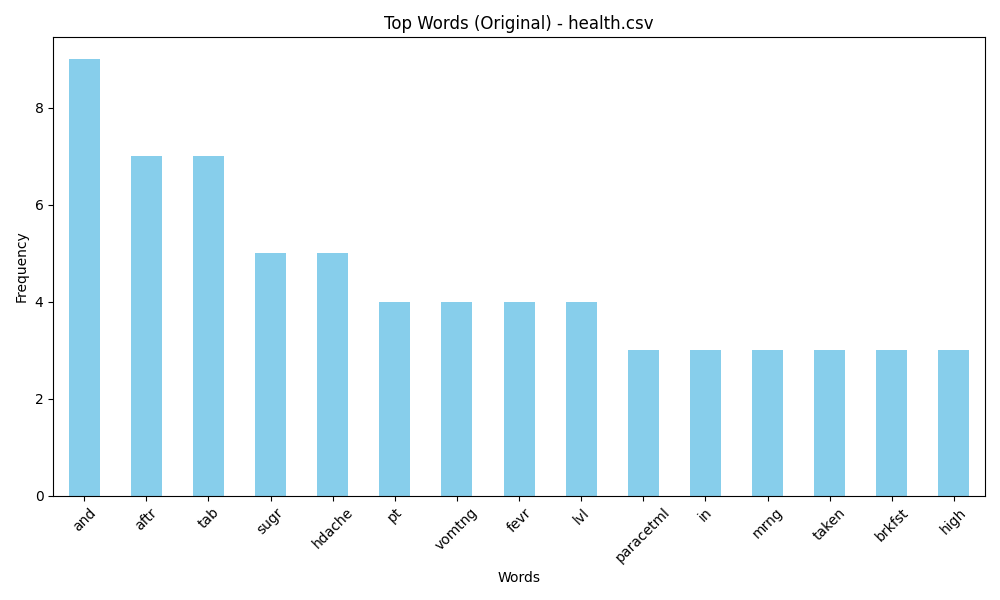 Top Words (Original) - health.csv
Frequency
8
6
4
2
0
and aftr tab sugr hdache pt vomtng fevr lvl paracetml in mrng taken brkfst high
Words